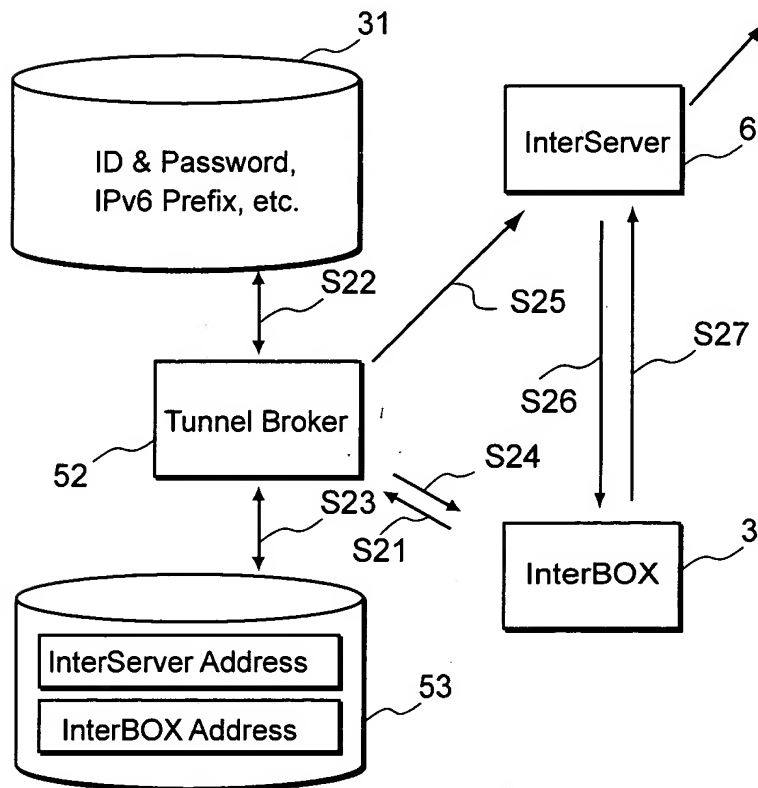 31
ID & Password,
IPv6 Prefix, etc.
InterServer
6
S22
S25
S27
S26
Tunnel Broker
52
S24
S23
S21
3
InterBOX
InterServer Address
53
InterBOX Address